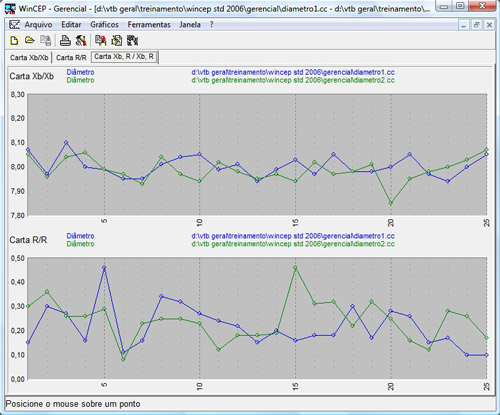 WinCEP - Gerencial - [d:\vtb geral\treinamento\wincep std 2006\gerencial\diametro1.cc - d:\vtb geral\treinamento\...
Arquivo Editar Gráficos Ferramentas Janela Ajuda
Carta Xb/Xb Carta R/R Carta Xb, R / Xb, R
Carta Xb/Xb Diâmetro d:\vtb geral\treinamento\wincep std 2006\gerencial\diametro1.cc
Diâmetro d:\vtb geral\treinamento\wincep std 2006\gerencial\diametro2.cc
8,30
8,20
8,10
8,00
7,90
7,80
5 10 15 20 25
Carta R/R Diâmetro d:\vtb geral\treinamento\wincep std 2006\gerencial\diametro1.cc
Diâmetro d:\vtb geral\treinamento\wincep std 2006\gerencial\diametro2.cc
0,50
0,40
0,30
0,20
0,10
0,00
5 10 15 20 25
Posicione o mouse sobre um ponto